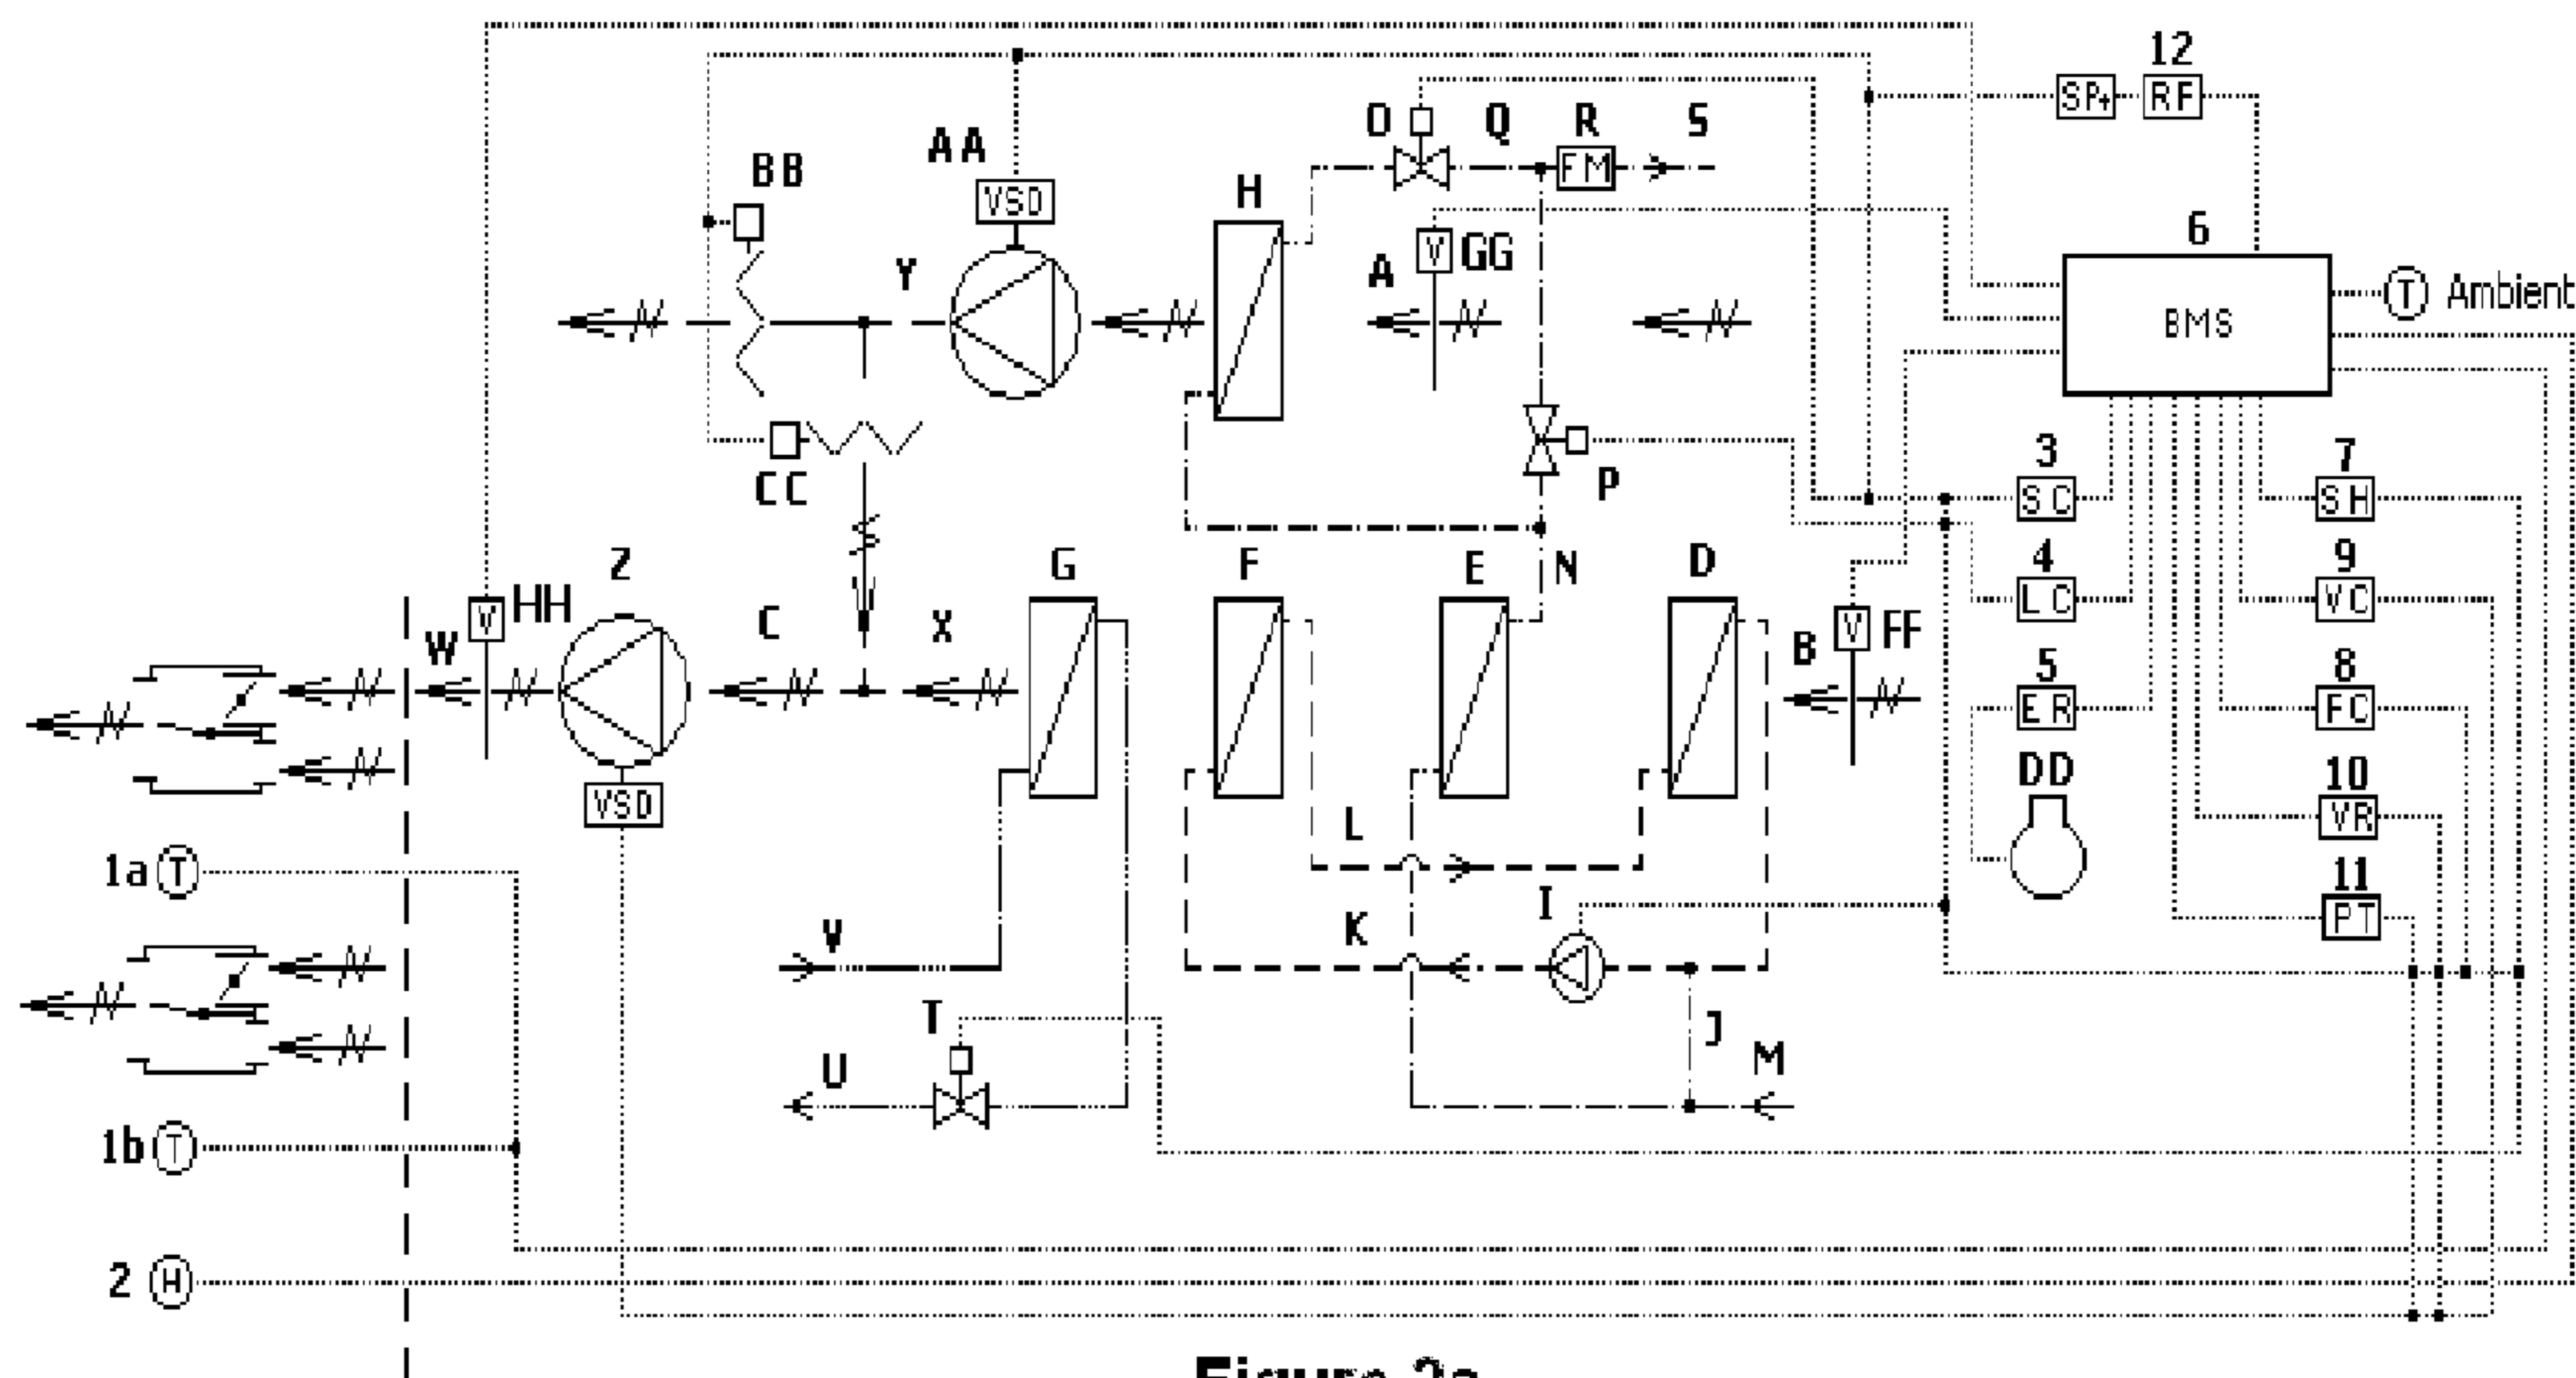 12
SP+ RF
O Q R S
FM
AA
BB
VSD
H
6
Y
A V GG
BMS
T Ambient
CC
P
3 7
SC SH
Z G F E N D
4 9
LC VC
V HH
W C X
B V FF
5 8
ER FC
VSD
DD 10
VR
L
1a T
11
PT
I
V K
T J
U M
1b T
2 H